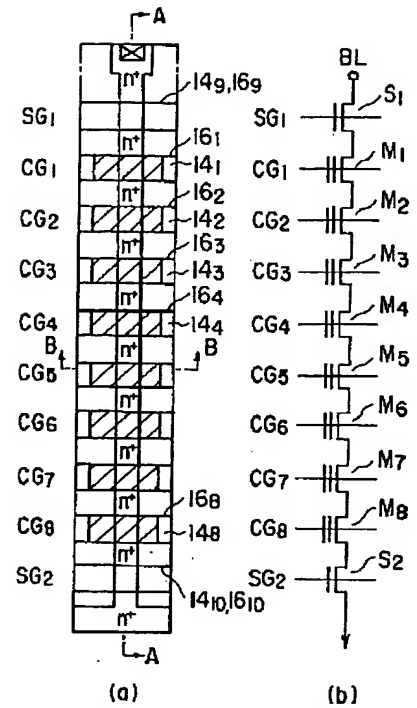 A
BL
n+
14₉,16₉
S₁
SG₁
SG₁
n+
16₁
M₁
CG₁
14₁
CG₁
n+
16₂
M₂
CG₂
14₂
CG₂
n+
16₃
M₃
CG₃
14₃
CG₃
n+
16₄
M₄
CG₄
14₄
CG₄
B
n+
B
M₅
CG₅
CG₅
n+
M₆
CG₆
CG₆
n+
M₇
CG₇
CG₇
n+
16₈
M₈
CG₈
14₈
CG₈
n+
S₂
SG₂
SG₂
14₁₀,16₁₀
n+
A
(a)
(b)